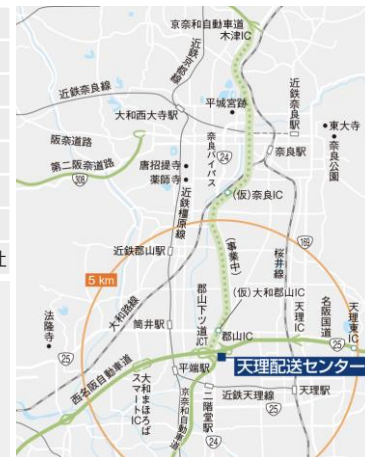 京奈和自動車道
木津IC
近鉄京都線
近鉄奈良線
平城宮跡
近鉄奈良駅
大和西大寺駅
東大寺
奈良公園
阪奈道路
奈良バイパス
24
奈良駅
第二阪奈道路
308
唐招提寺
薬師寺
近鉄橿原線
(仮)奈良IC
(事業中)
169
桜井線
近鉄郡山駅
社
5 km
大和路線
郡山下ツ道JCT
(仮)大和郡山IC
名阪国道
天理東IC
天理IC
法隆寺
筒井駅
郡山IC
25
25
天理配送センター
西名阪自動車道
平端駅
大和まほろば
スマートIC
京奈和自動車道
二階堂駅
近鉄天理線
天理駅
25
24